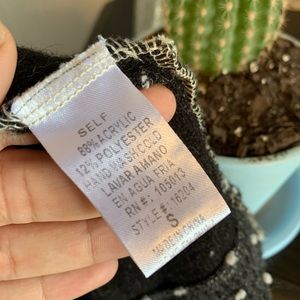 SELF
88% ACRYLIC
12% POLYESTER
HAND WASH COLD
LAVAR A MANO
EN AGUA FRIA
RN#: 105013
STYLE#: 16204
S
MADE IN CHINA